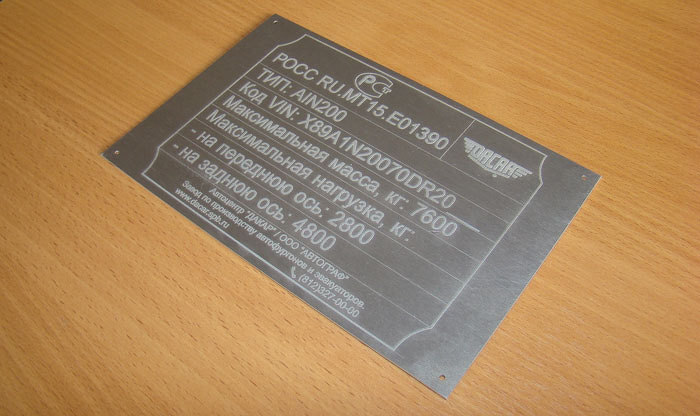 РС
РОСС RU.MT15.E01390
ТИП: AIN200
DACAR
Код VIN: X89A1N20070DR20
Максимальная масса, кг: 7600
Максимальная нагрузка, кг:
- на переднюю ось: 2800
- на заднюю ось: 4800
Автоцентр "ДАКАР" / ООО "АВТОГРАФ"
Завод по производству автофургонов и эвакуаторов.
www.dacar.spb.ru
(812)327-00-00